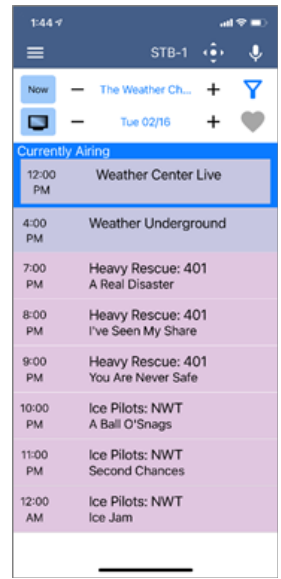 1:44
STB-1
Now
The Weather Ch...
Tue 02/16
Currently Airing
12:00 PM
Weather Center Live
4:00 PM
Weather Underground
7:00 PM
Heavy Rescue: 401
A Real Disaster
8:00 PM
Heavy Rescue: 401
I've Seen My Share
9:00 PM
Heavy Rescue: 401
You Are Never Safe
10:00 PM
Ice Pilots: NWT
A Ball O'Snags
11:00 PM
Ice Pilots: NWT
Second Chances
12:00 AM
Ice Pilots: NWT
Ice Jam